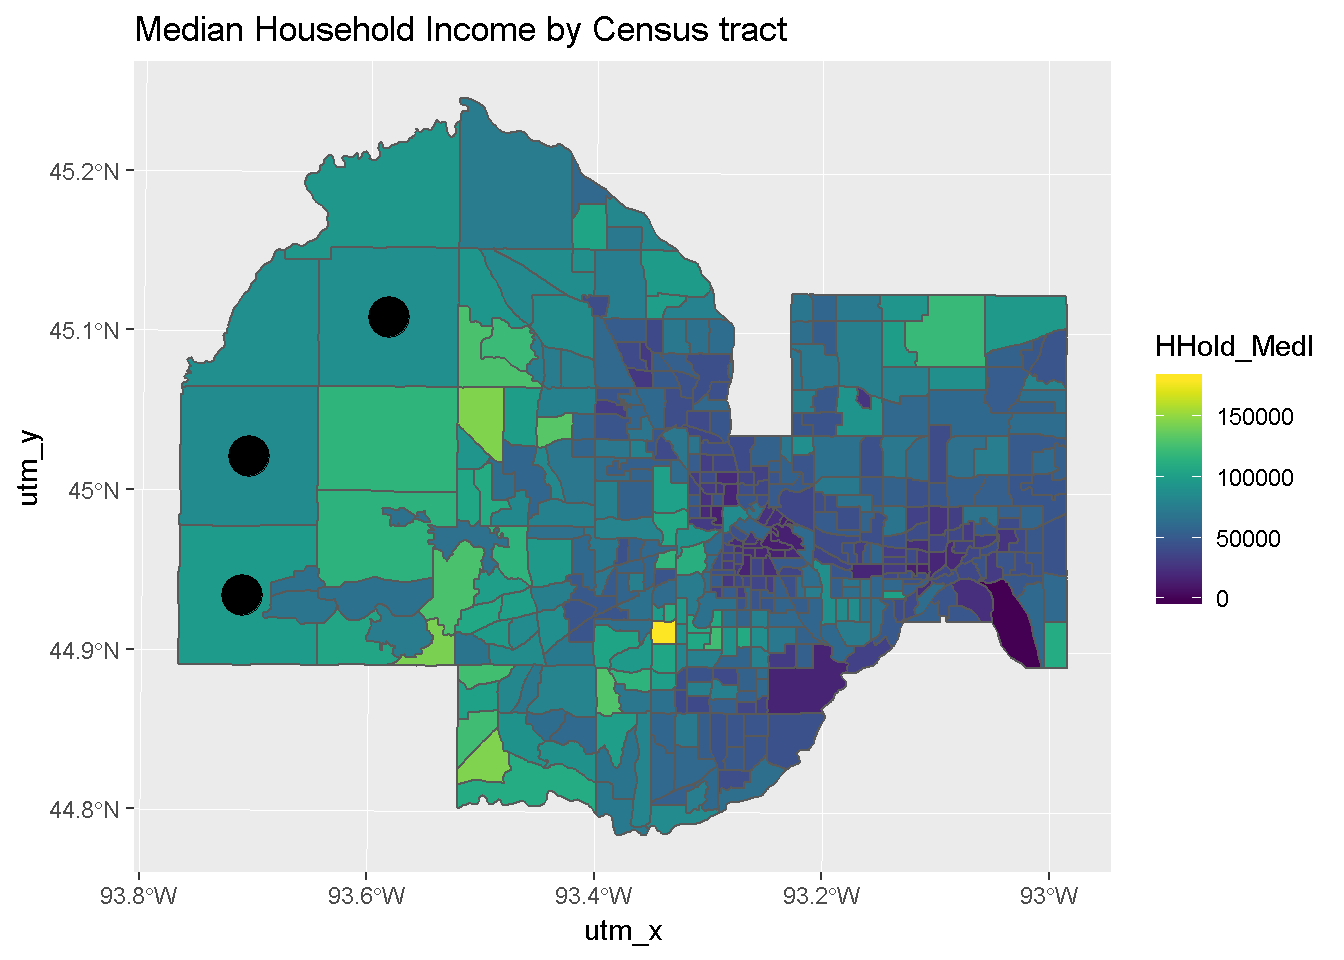 Median Household Income by Census tract
45.2°N
45.1°N
45°N
44.9°N
44.8°N
utm_y
93.8°W
93.6°W
93.4°W
93.2°W
93°W
utm_x
HHold_MedI
150000
100000
50000
0